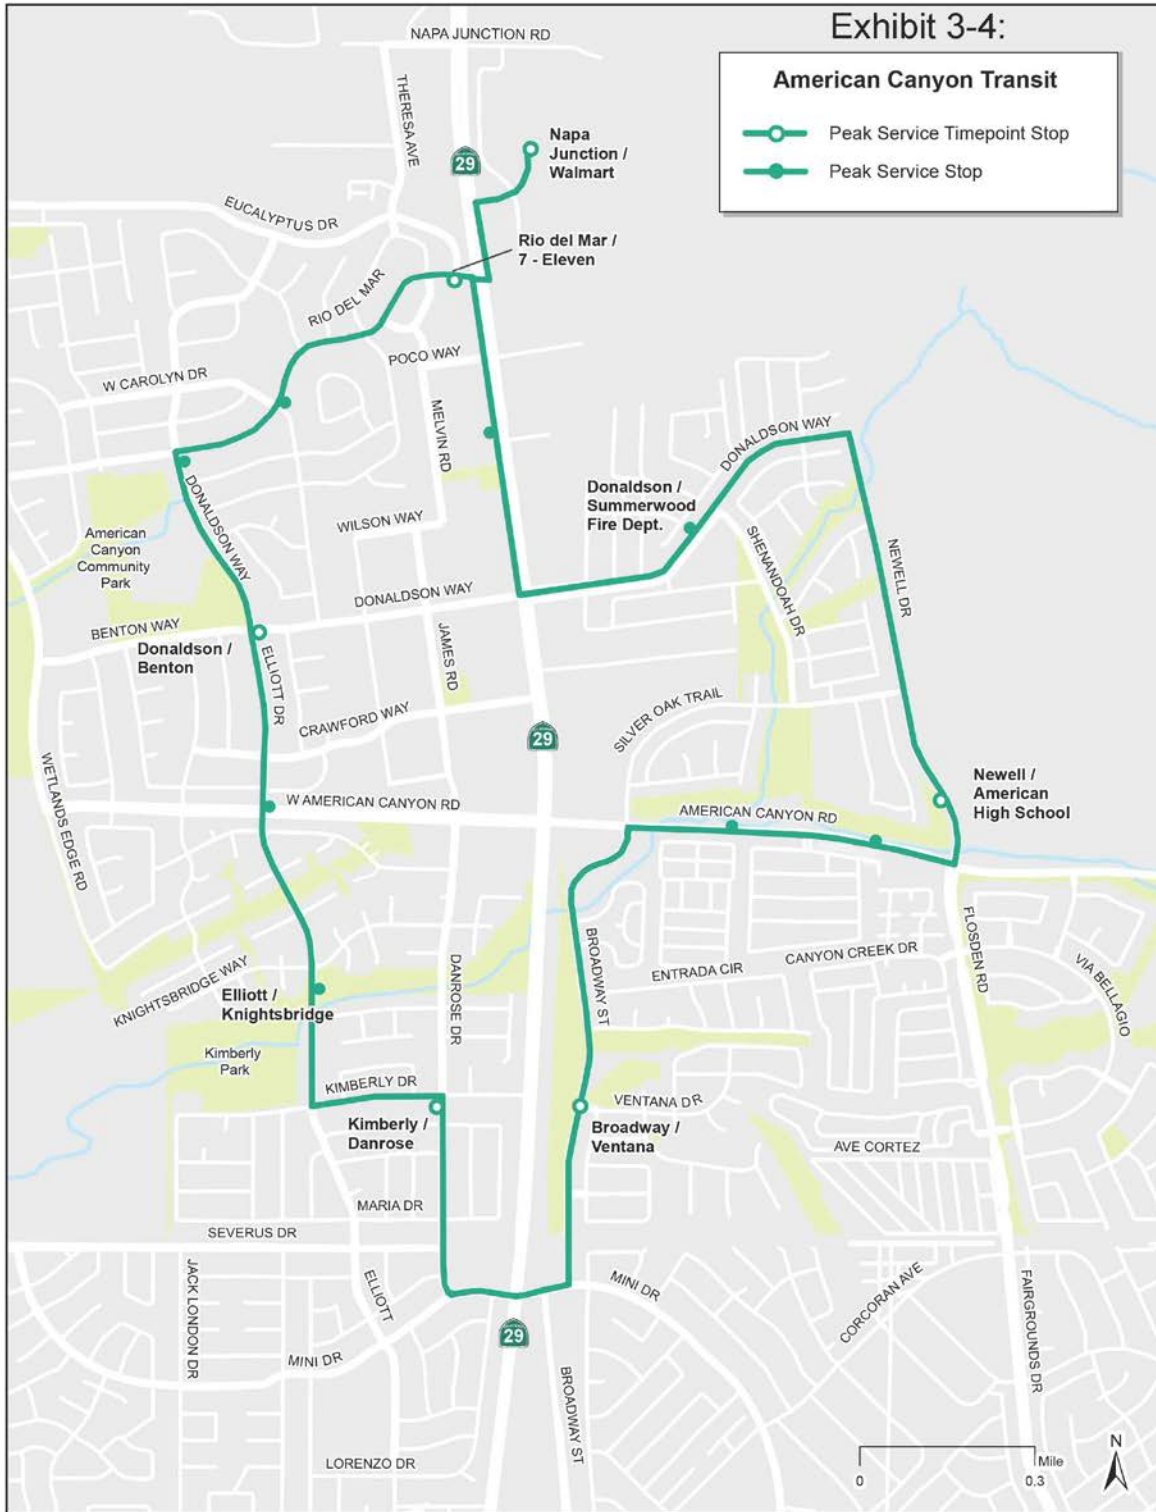 Exhibit 3-4:
American Canyon Transit
Peak Service Timepoint Stop
Peak Service Stop
NAPA JUNCTION RD
THERESA AVE
29
Napa
Junction /
Walmart
EUCALYPTUS DR
Rio del Mar /
7 - Eleven
RIO DEL MAR
POCO WAY
W CAROLYN DR
MELVIN RD
DONALDSON WAY
Donaldson /
Summerwood
Fire Dept.
DONALDSON WAY
WILSON WAY
American
Canyon
Community
Park
SHENANDOAH DR
NEWELL DR
DONALDSON WAY
BENTON WAY
Donaldson /
Benton
ELLIOTT DR
JAMES RD
CRAWFORD WAY
SILVER OAK TRAIL
29
WETLANDS EDGE RD
W AMERICAN CANYON RD
AMERICAN CANYON RD
Newell /
American
High School
BROADWAY ST
FLOSDEN RD
CANYON CREEK DR
ENTRADA CIR
VIA BELLAGIO
DANROSE DR
KNIGHTSBRIDGE WAY
Elliott /
Knightsbridge
Kimberly
Park
KIMBERLY DR
Kimberly /
Danrose
VENTANA DR
Broadway /
Ventana
AVE CORTEZ
MARIA DR
SEVERUS DR
JACK LONDON DR
ELLIOTT
MINI DR
MINI DR
29
CORCORAN AVE
FAIRGROUNDS DR
BROADWAY ST
LORENZO DR
N
Mile
0
0.3